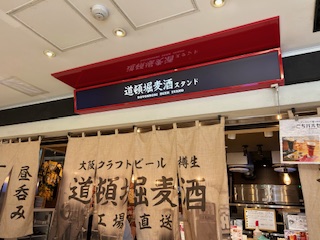 道頓堀麦酒スタンド
DOTONBORI BEER STAND
昼呑み
大阪クラフトビール 樽生
道頓堀麦酒
工場直送